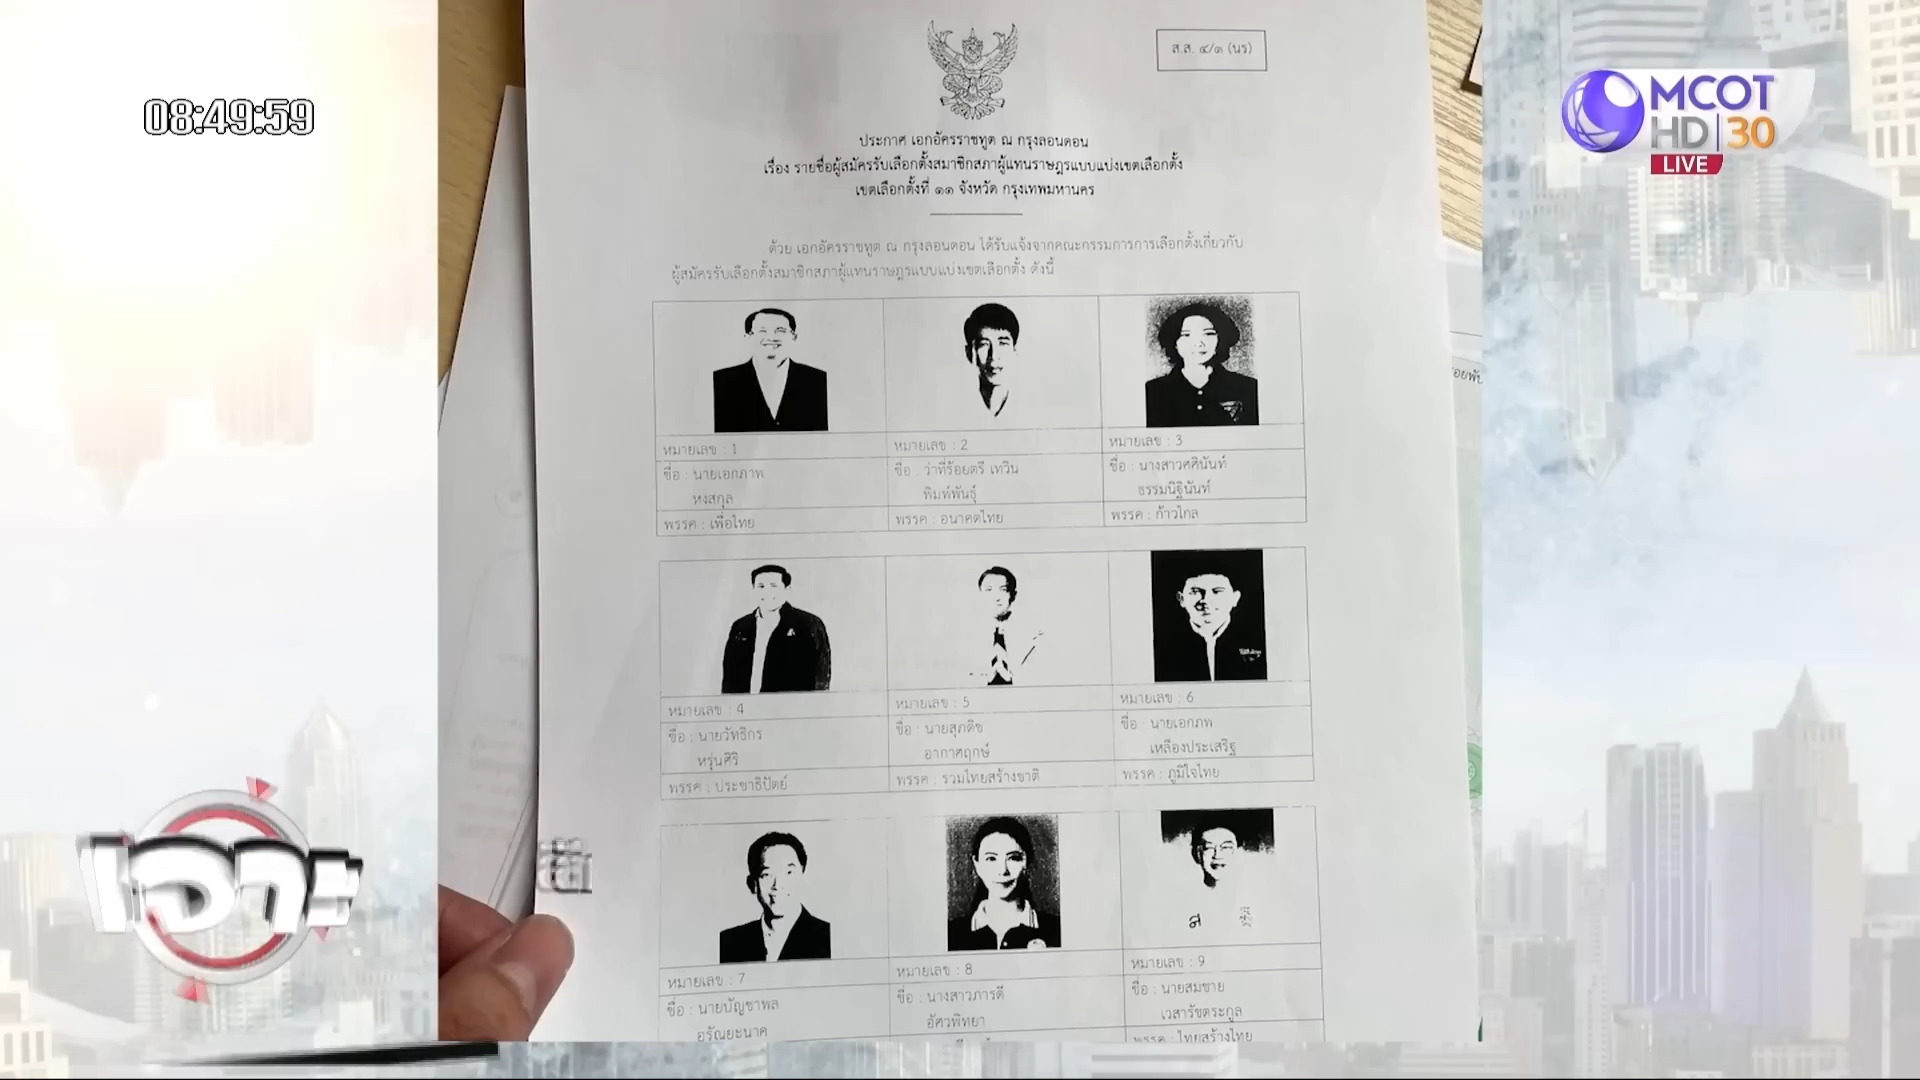 08:49:59
MCOT
HD 30
LIVE
เจาะ
ส.ส. ๔/๑ (นร)
ประกาศ เอกอัครราชทูต ณ กรุงลอนดอน
เรื่อง รายชื่อผู้สมัครรับเลือกตั้งสมาชิกสภาผู้แทนราษฎรแบบแบ่งเขตเลือกตั้ง
เขตเลือกตั้งที่ ๑๑ จังหวัด กรุงเทพมหานคร
ด้วย เอกอัครราชทูต ณ กรุงลอนดอน ได้รับแจ้งจากคณะกรรมการการเลือกตั้งเกี่ยวกับ
ผู้สมัครรับเลือกตั้งสมาชิกสภาผู้แทนราษฎรแบบแบ่งเขตเลือกตั้ง ดังนี้
หมายเลข : 1
ชื่อ : นายเอกภาพ
หงสกุล
พรรค : เพื่อไทย
หมายเลข : 2
ชื่อ : ว่าที่ร้อยตรี เทวิน
พิมพ์พันธุ์
พรรค : อนาคตไทย
หมายเลข : 3
ชื่อ : นางสาวศศินันท์
ธรรมนิฐินันท์
พรรค : ก้าวไกล
หมายเลข : 4
ชื่อ : นายวัทธิกร
หรุ่นศิริ
พรรค : ประชาธิปัตย์
หมายเลข : 5
ชื่อ : นายสุภดิช
อากาศฤกษ์
พรรค : รวมไทยสร้างชาติ
หมายเลข : 6
ชื่อ นายเอกภพ
เหลืองประเสริฐ
พรรค : ภูมิใจไทย
หมายเลข : 7
ชื่อ : นายบัญชาพล
อรัณยะนาค
หมายเลข : 8
ชื่อ : นางสาวภารดี
อัศวพิทยา
หมายเลข : 9
ชื่อ : นายสมชาย
เวสารัชตระกูล
พรรค : ไทยสร้างไทย